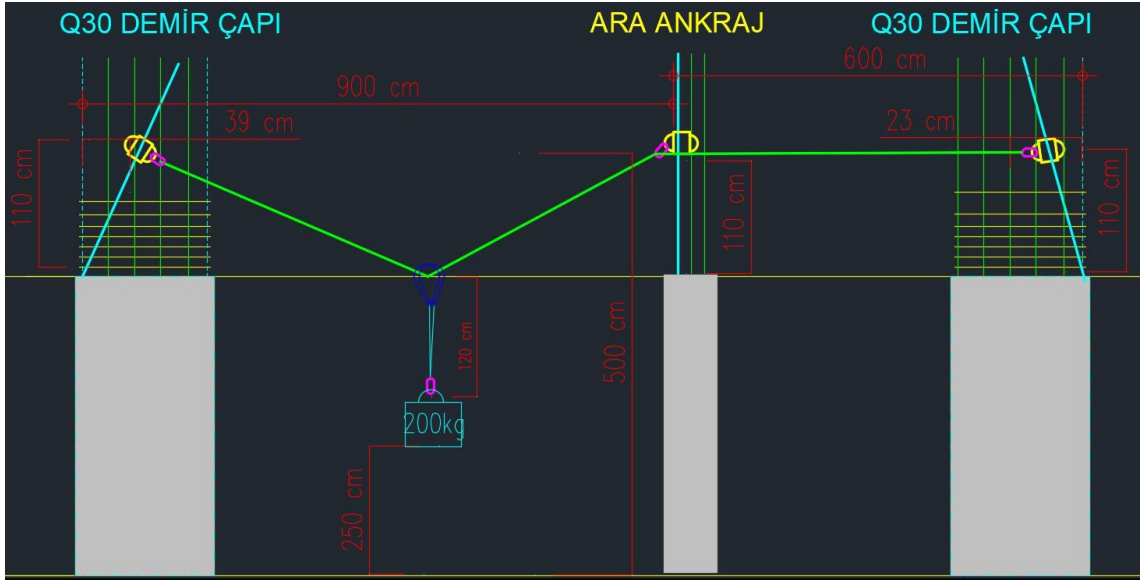 Q30 DEMİR ÇAPI
ARA ANKRAJ
Q30 DEMİR ÇAPI
900 cm
600 cm
39 cm
23 cm
110 cm
110 cm
110 cm
500 cm
120 cm
200kg
250 cm